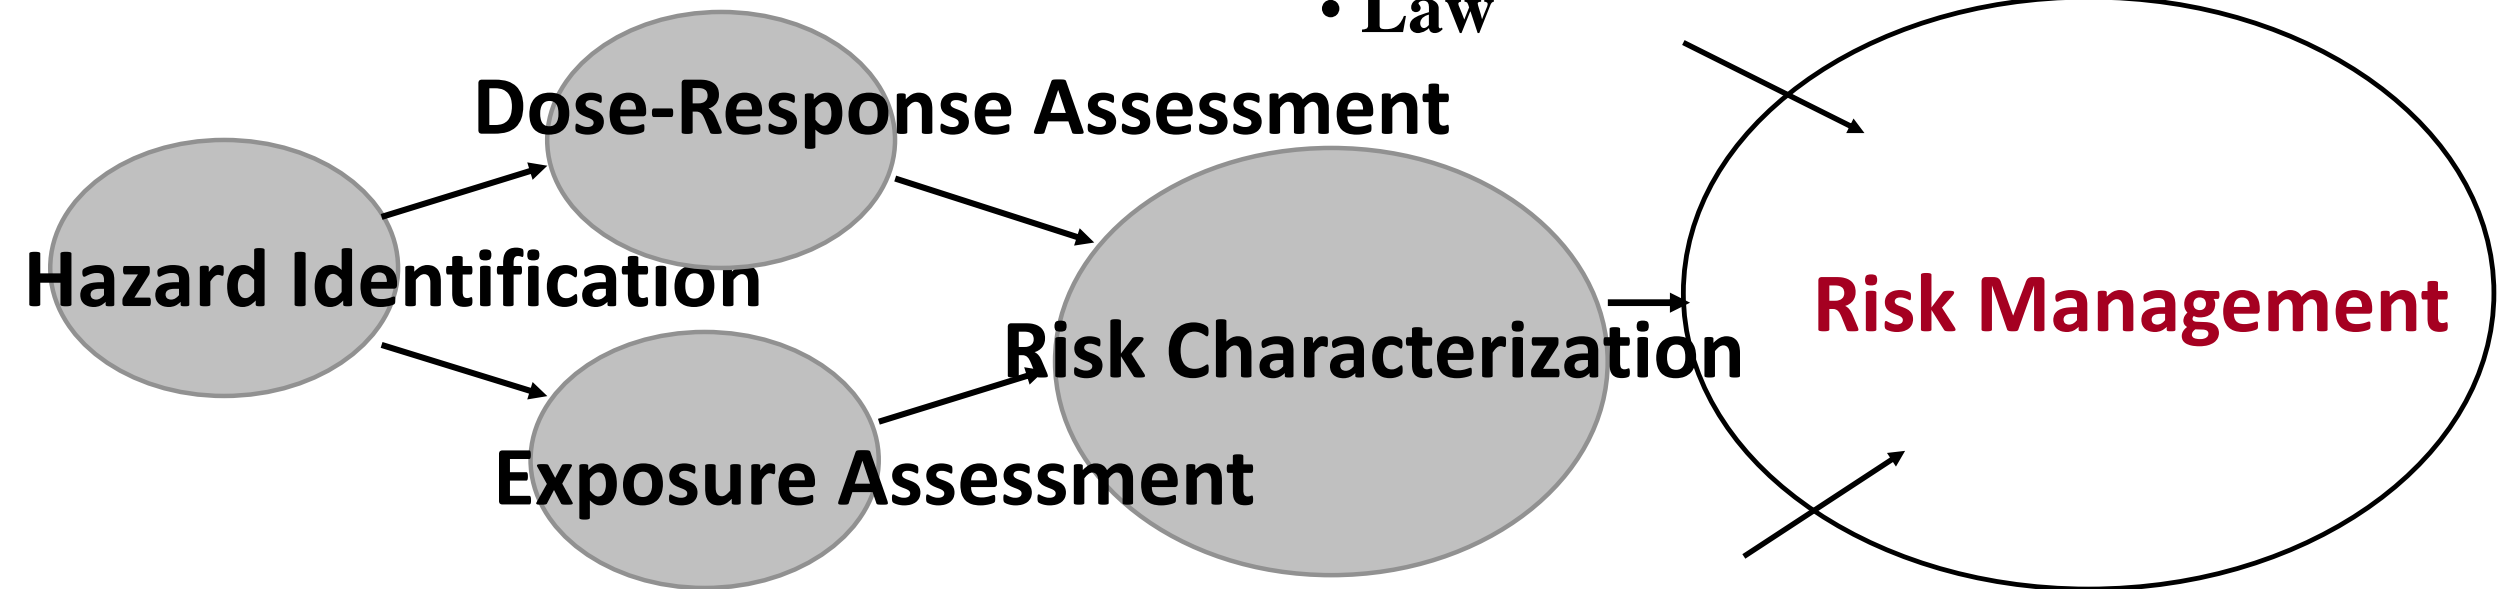 • Law
Dose-Response Assessment
Hazard Identification
Risk Characterization
Risk Management
Exposure Assessment